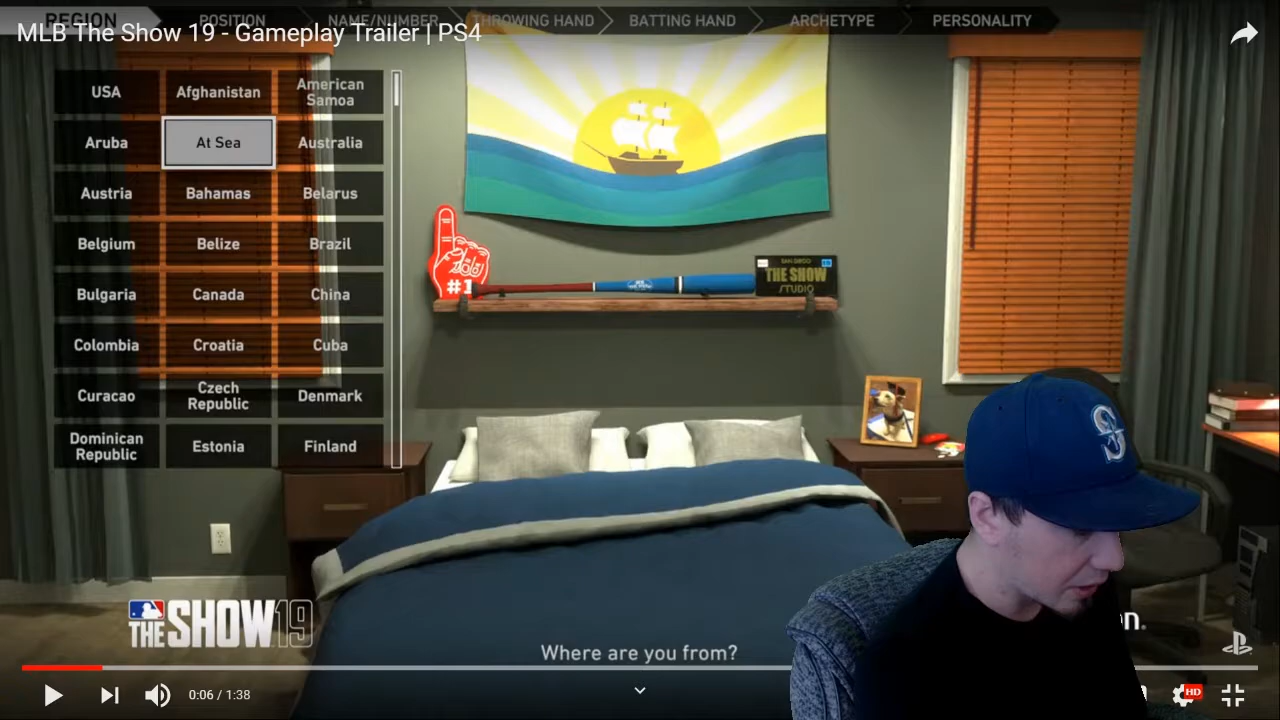 REGION POSITION NAME/NUMBER THROWING HAND BATTING HAND ARCHETYPE PERSONALITY
MLB The Show 19 - Gameplay Trailer | PS4
USA Afghanistan American Samoa
Aruba At Sea Australia
Austria Bahamas Belarus
Belgium Belize Brazil
Bulgaria Canada China
Colombia Croatia Cuba
Curacao Czech Republic Denmark
Dominican Republic Estonia Finland
#1
SAN DIEGO
THE SHOW
STUDIO
S
THE SHOW 19
Where are you from?
0:06 / 1:38
HD